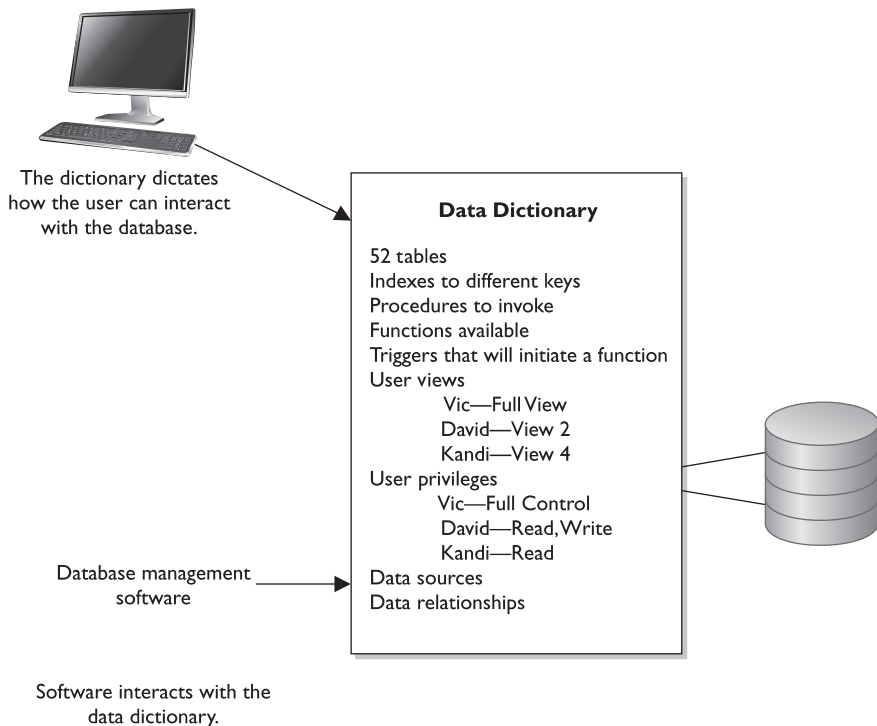 The dictionary dictates
how the user can interact
with the database.
Data Dictionary
52 tables
Indexes to different keys
Procedures to invoke
Functions available
Triggers that will initiate a function
User views
Vic—Full View
David—View 2
Kandi—View 4
User privileges
Vic—Full Control
David—Read, Write
Kandi—Read
Data sources
Data relationships
Database management
software
Software interacts with the
data dictionary.